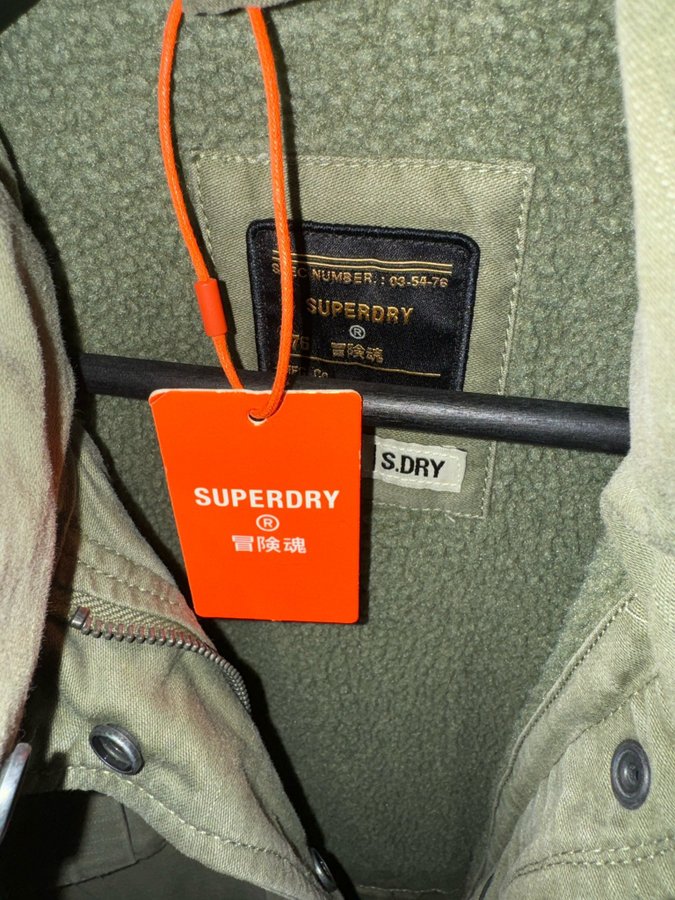 SPEC NUMBER : 03-54-76
SUPERDRY
®
冒険魂
S.DRY
SUPERDRY
®
冒険魂